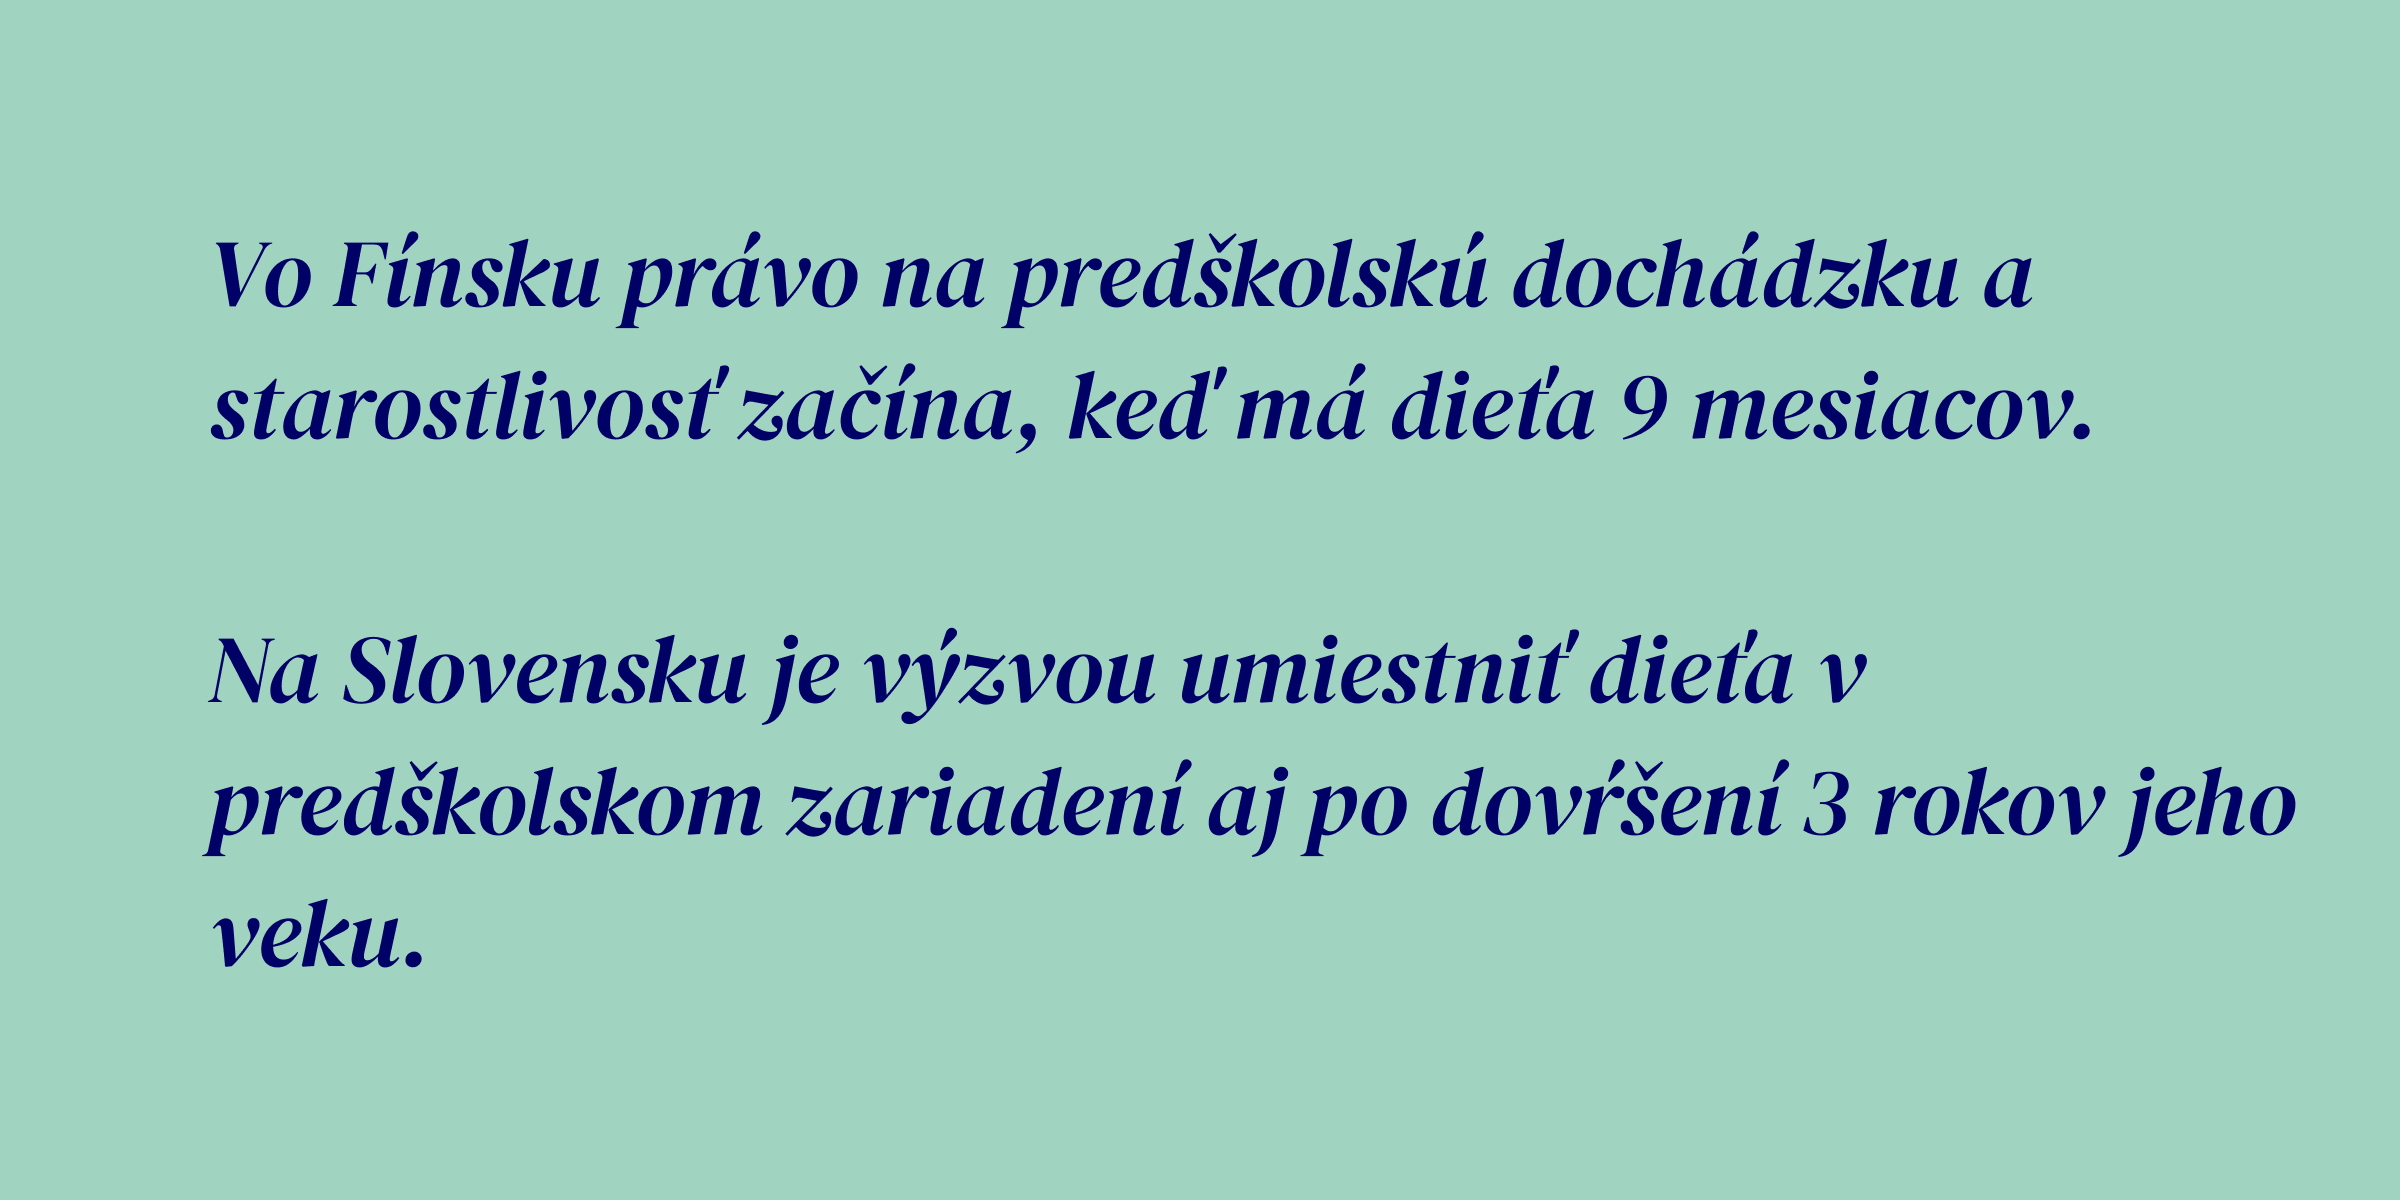 Vo Fínsku právo na predškolskú dochádzku a
starostlivosť začína, keď má dieťa 9 mesiacov.
Na Slovensku je výzvou umiestniť dieťa v
predškolskom zariadení aj po dovŕšení 3 rokov jeho
veku.